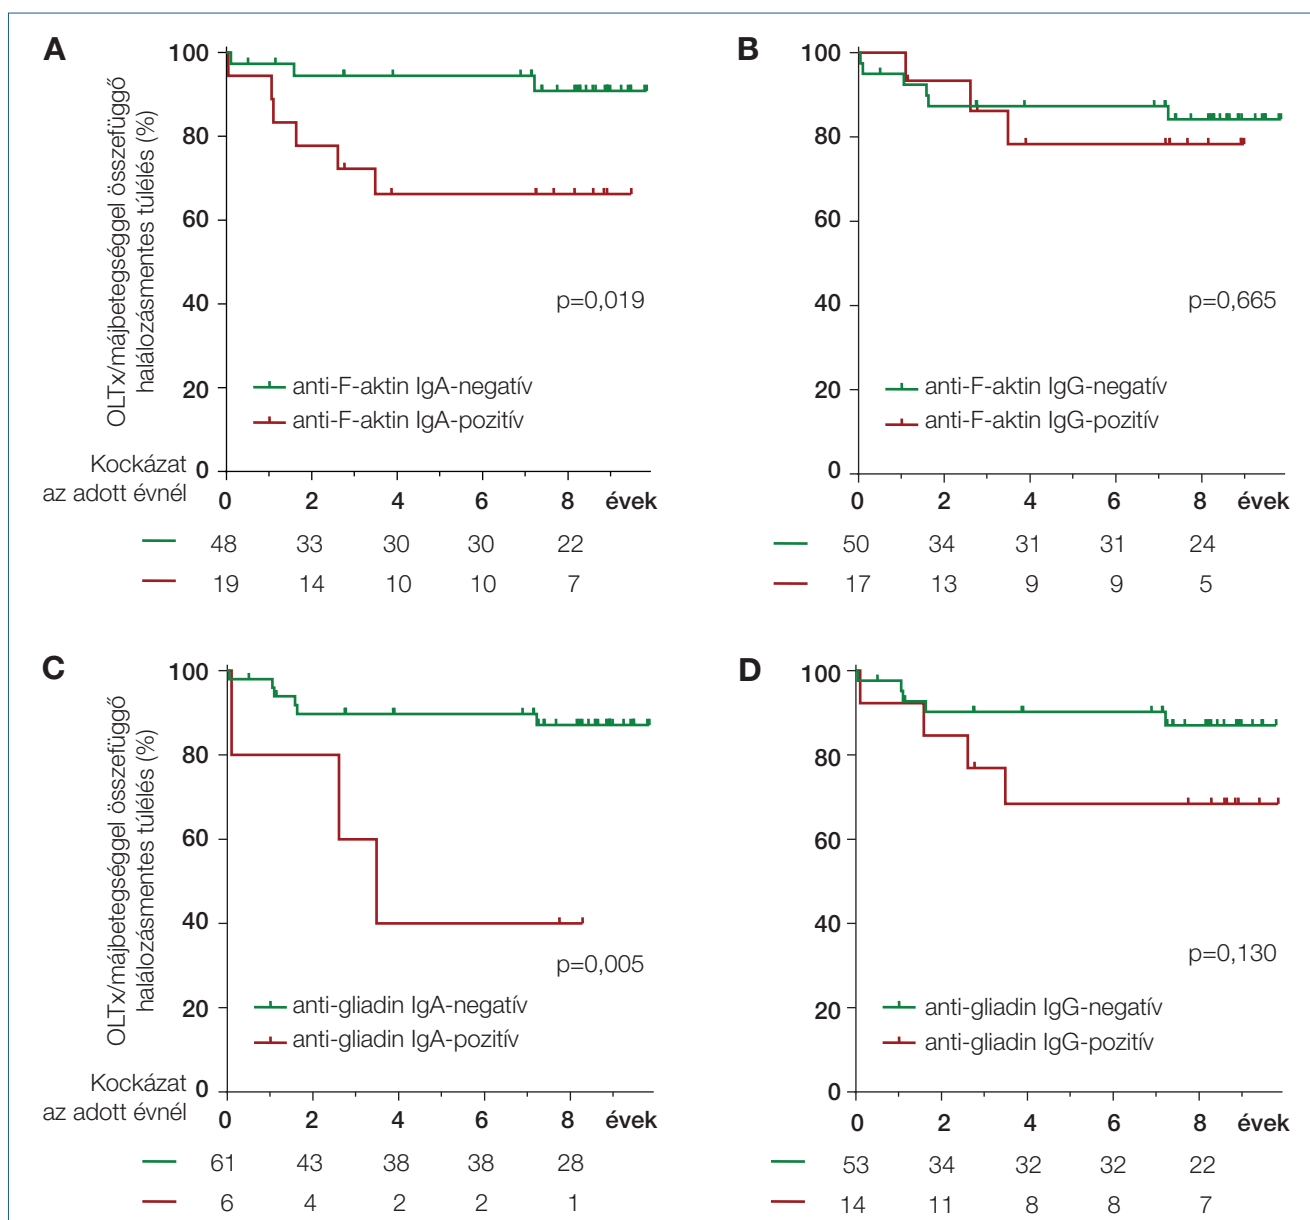 A
OLTx/májbetegséggel összefüggő
halálozásmentes túlélés (%)
100
80
60
40
20
0
p=0,019
anti-F-aktin IgA-negatív
anti-F-aktin IgA-pozitív
Kockázat
az adott évnél
0 2 4 6 8 évek
48 33 30 30 22
19 14 10 10 7
B
100
80
60
40
20
0
p=0,665
anti-F-aktin IgG-negatív
anti-F-aktin IgG-pozitív
0 2 4 6 8 évek
50 34 31 31 24
17 13 9 9 5
C
OLTx/májbetegséggel összefüggő
halálozásmentes túlélés (%)
100
80
60
40
20
0
p=0,005
anti-gliadin IgA-negatív
anti-gliadin IgA-pozitív
Kockázat
az adott évnél
0 2 4 6 8 évek
61 43 38 38 28
6 4 2 2 1
D
100
80
60
40
20
0
p=0,130
anti-gliadin IgG-negatív
anti-gliadin IgG-pozitív
0 2 4 6 8 évek
53 34 32 32 22
14 11 8 8 7